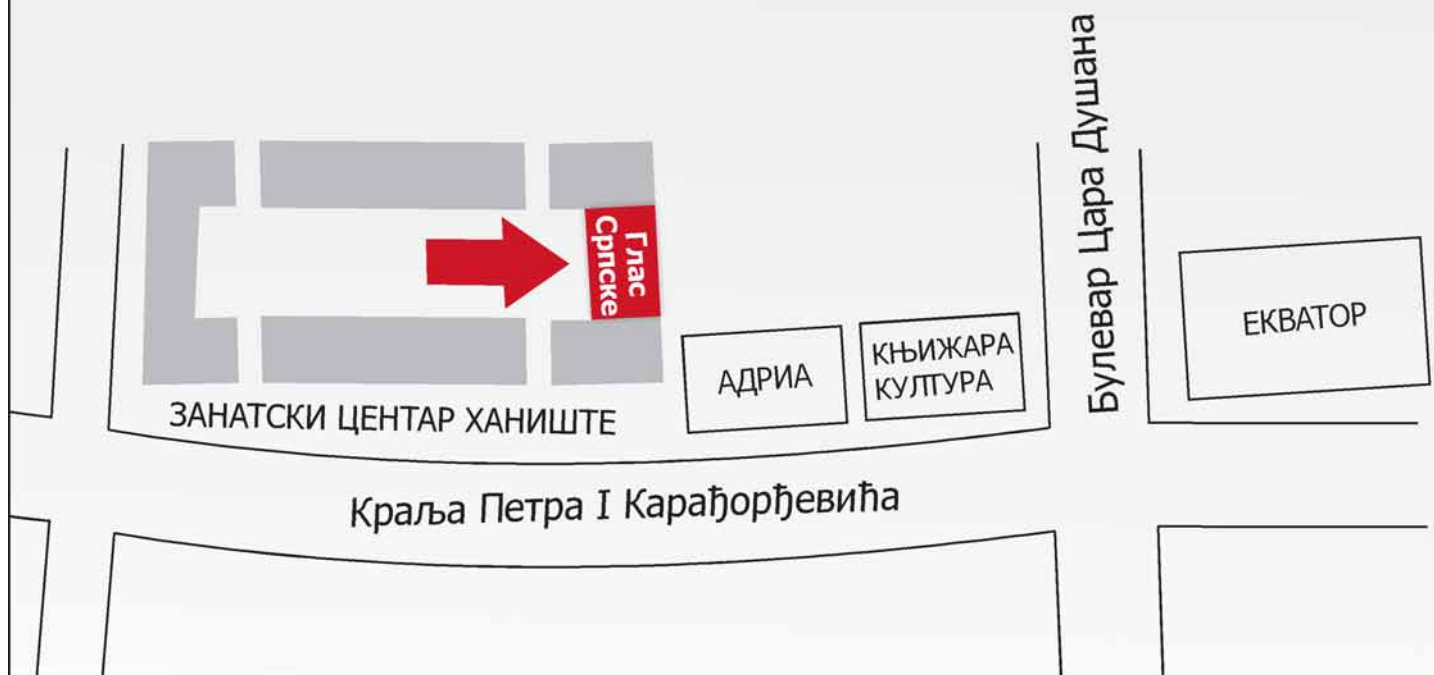 Булевар Цара Душана
Глас
Српске
ЕКВАТОР
КЊИЖАРА
КУЛТУРА
АДРИА
ЗАНАТСКИ ЦЕНТАР ХАНИШТЕ
Краља Петра I Карађорђевића